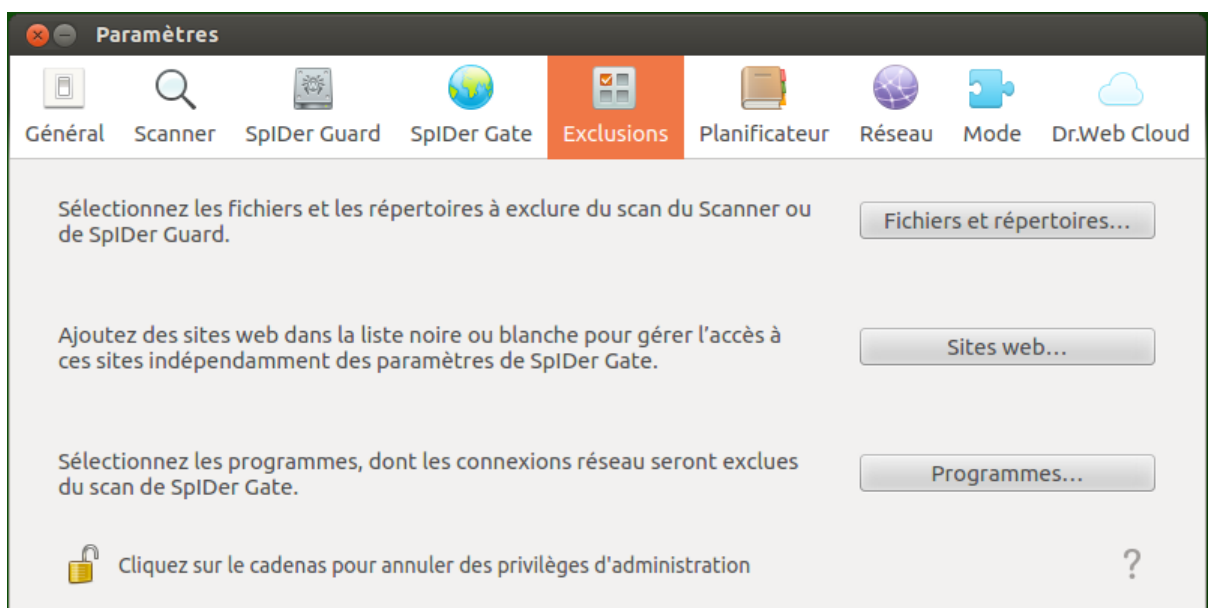 Paramètres
Général Scanner SpIDer Guard SpIDer Gate Exclusions Planificateur Réseau Mode Dr.Web Cloud
Sélectionnez les fichiers et les répertoires à exclure du scan du Scanner ou
de SpIDer Guard.
Fichiers et répertoires...
Ajoutez des sites web dans la liste noire ou blanche pour gérer l’accès à
ces sites indépendamment des paramètres de SpIDer Gate.
Sites web...
Sélectionnez les programmes, dont les connexions réseau seront exclues
du scan de SpIDer Gate.
Programmes...
Cliquez sur le cadenas pour annuler des privilèges d'administration
?